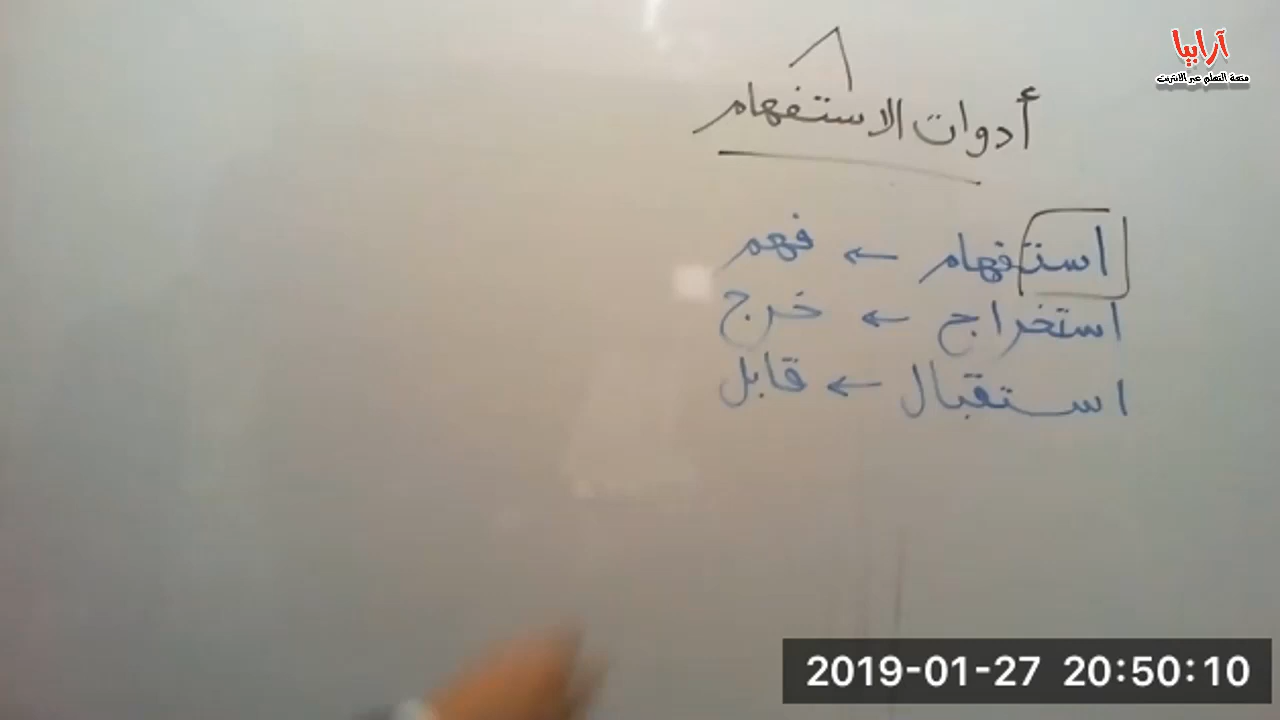 آرابيا
منصة التعلم عبر الانترنت
أدوات الاستفهام
استفهام ← فهم
استخراج ← خرج
استقبال ← قابل
2019-01-27 20:50:10